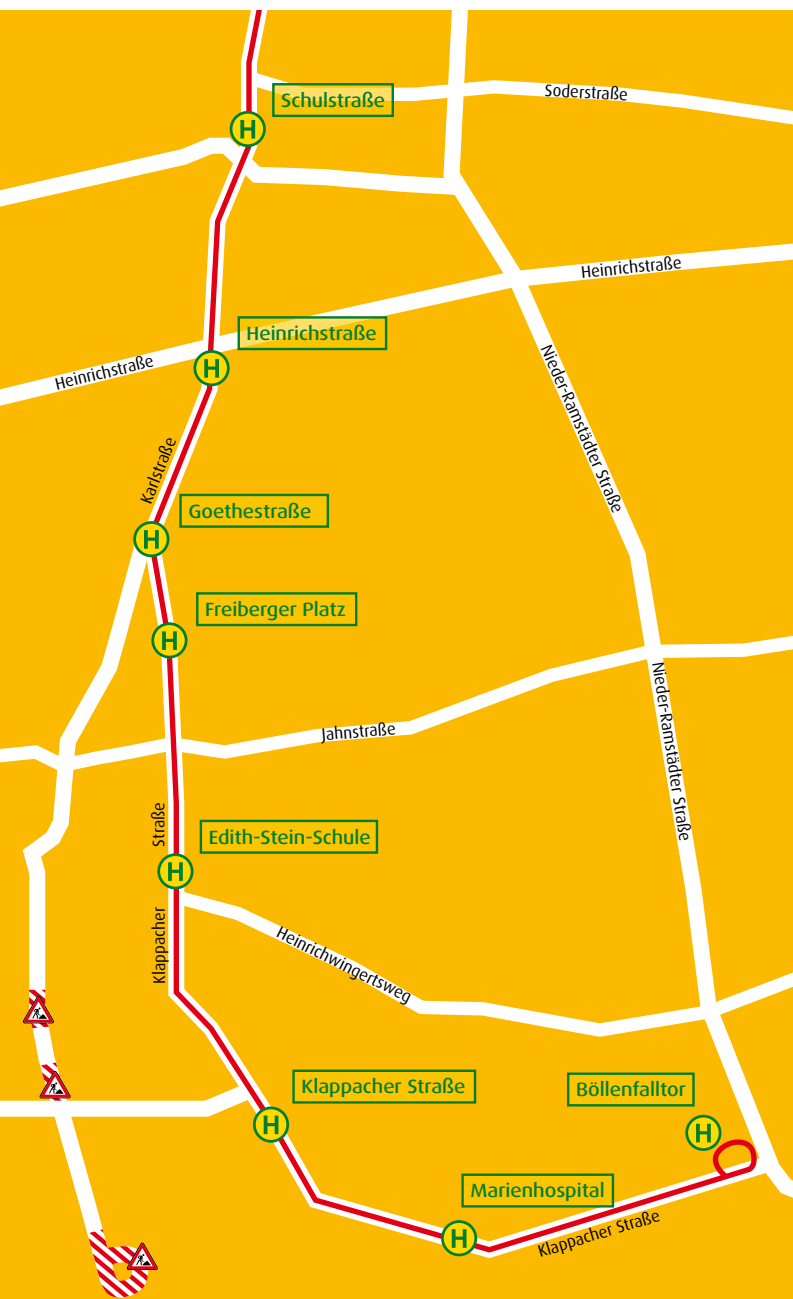 Schulstraße
Soderstraße
H
Heinrichstraße
Heinrichstraße
Heinrichstraße
H
Nieder-Ramstädter Straße
Karlstraße
Goethestraße
H
Freiberger Platz
H
Nieder-Ramstädter Straße
Jahnstraße
Straße
Edith-Stein-Schule
H
Klappacher
Heinrichwingertsweg
Klappacher Straße
H
Böllenfalltor
H
Marienhospital
H
Klappacher Straße